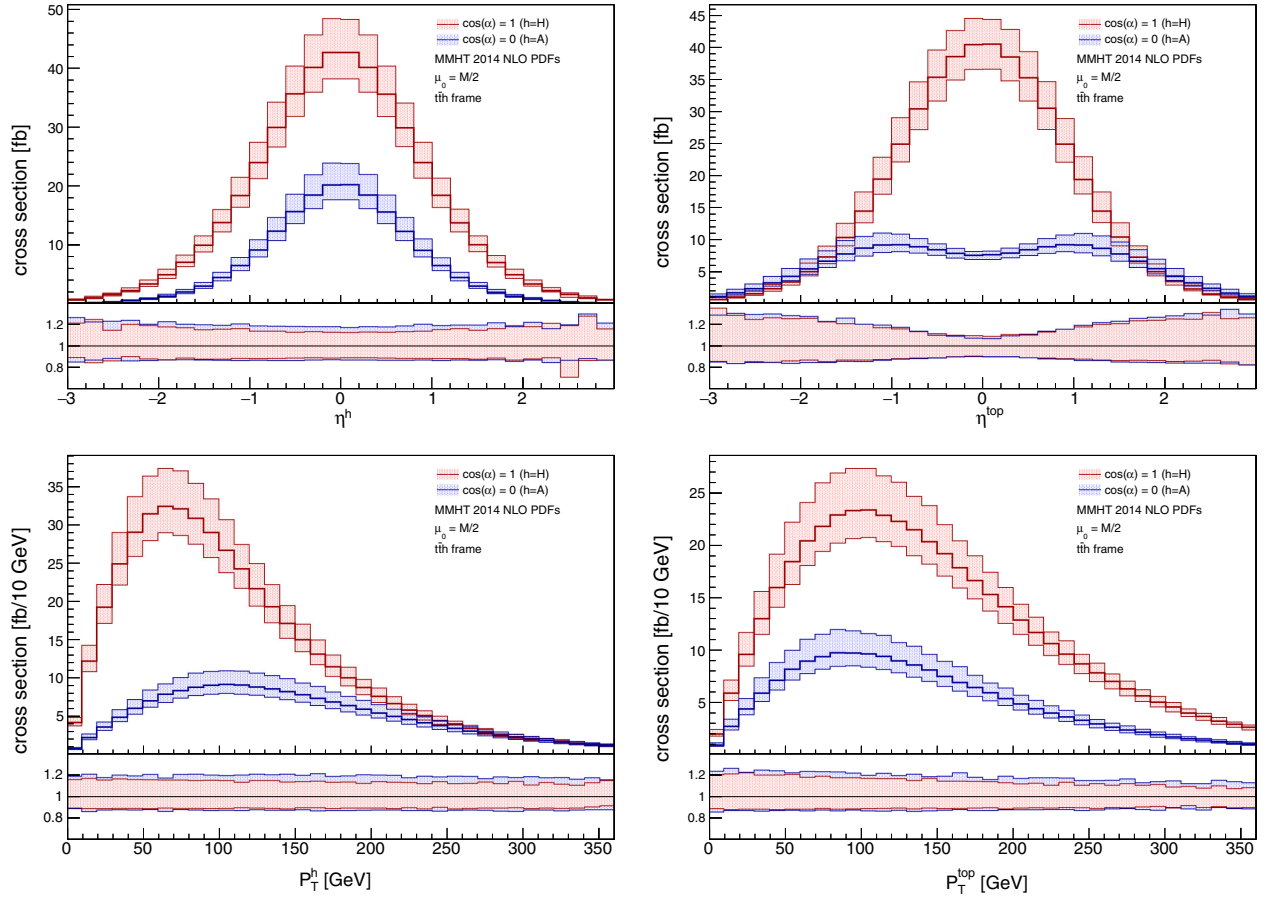 cross section [fb]
50
40
30
20
10
cos(α) = 1 (h=H)
cos(α) = 0 (h=A)
MMHT 2014 NLO PDFs
μ₀ = M/2
tt̄h frame
1.2
1
0.8
−3 −2 −1 0 1 2
ηʰ
cross section [fb]
45
40
35
30
25
20
15
10
5
cos(α) = 1 (h=H)
cos(α) = 0 (h=A)
MMHT 2014 NLO PDFs
μ₀ = M/2
tt̄h frame
1.2
1
0.8
−3 −2 −1 0 1 2
η^top
cross section [fb/10 GeV]
35
30
25
20
15
10
5
cos(α) = 1 (h=H)
cos(α) = 0 (h=A)
MMHT 2014 NLO PDFs
μ₀ = M/2
tt̄h frame
1.2
1
0.8
0 50 100 150 200 250 300 350
P_T^h [GeV]
cross section [fb/10 GeV]
25
20
15
10
5
cos(α) = 1 (h=H)
cos(α) = 0 (h=A)
MMHT 2014 NLO PDFs
μ₀ = M/2
tt̄h frame
1.2
1
0.8
0 50 100 150 200 250 300 350
P_T^top [GeV]